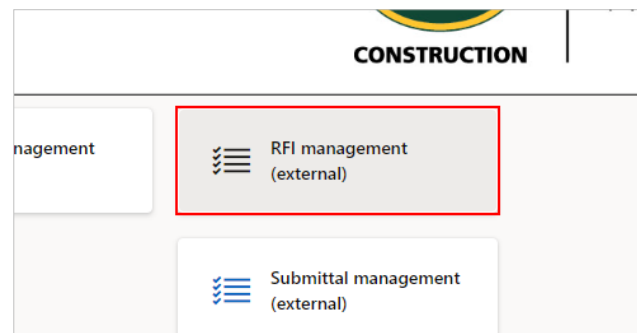 CONSTRUCTION
nagement
RFI management
(external)
Submittal management
(external)